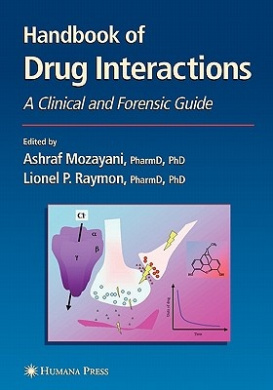 Handbook of
Drug Interactions
A Clinical and Forensic Guide
Edited by
Ashraf Mozayani, PharmD, PhD
Lionel P. Raymon, PharmD, PhD
Cl
α
β
γ
HUMANA PRESS